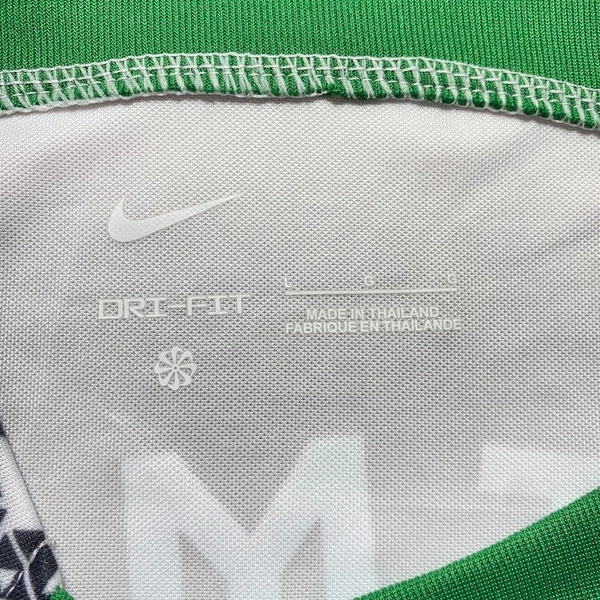 DRI-FIT
L G G
MADE IN THAILAND
FABRIQUE EN THAILANDE
M